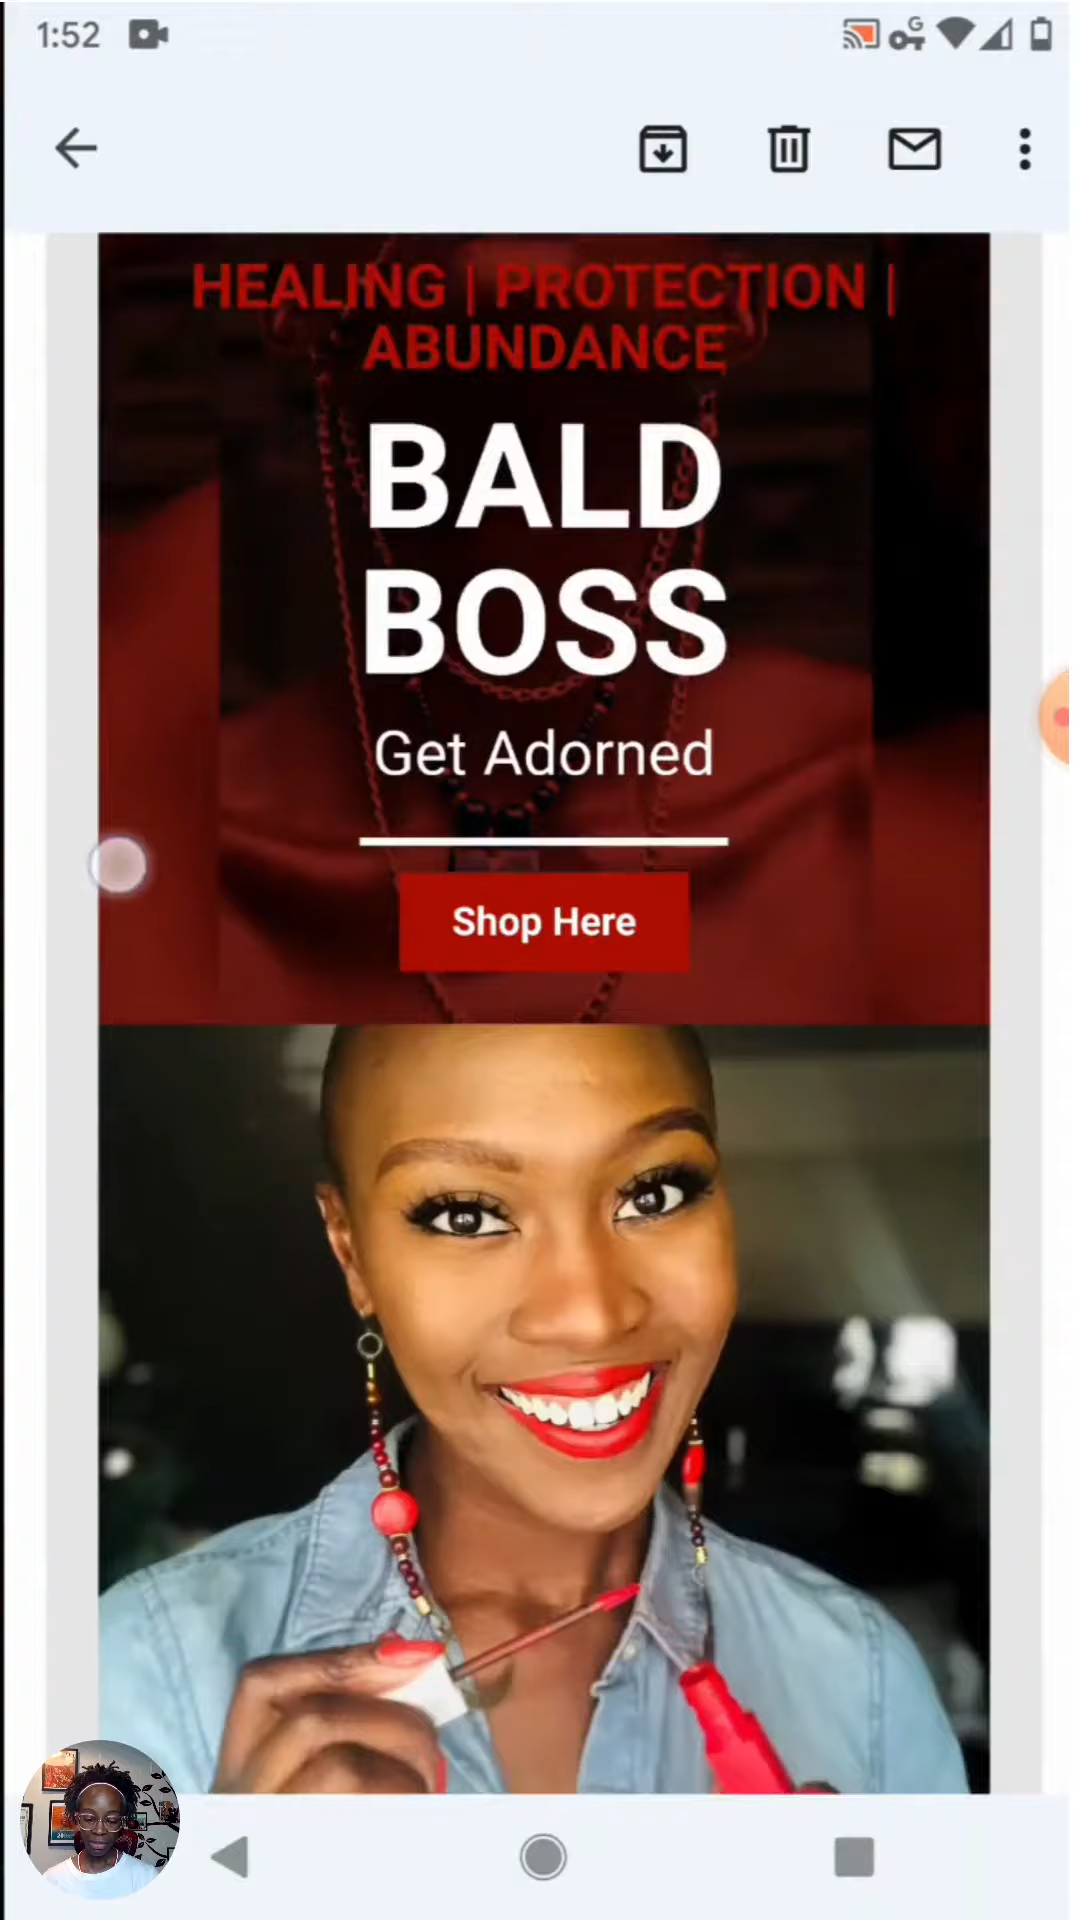 1:52
G
HEALING | PROTECTION |
ABUNDANCE
BALD
BOSS
Get Adorned
Shop Here